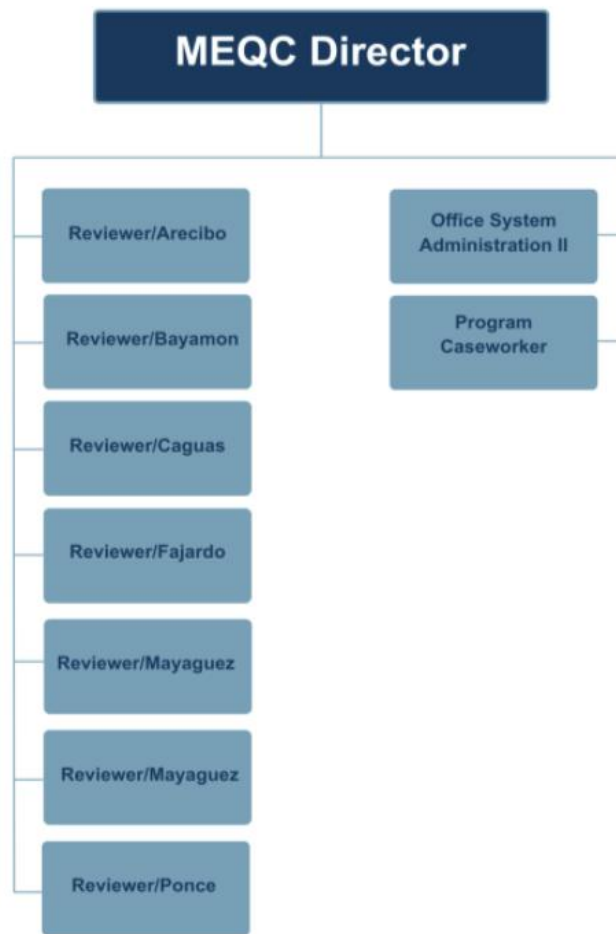 MEQC Director
Reviewer/Arecibo
Reviewer/Bayamon
Reviewer/Caguas
Reviewer/Fajardo
Reviewer/Mayaguez
Reviewer/Mayaguez
Reviewer/Ponce
Office System
Administration II
Program
Caseworker